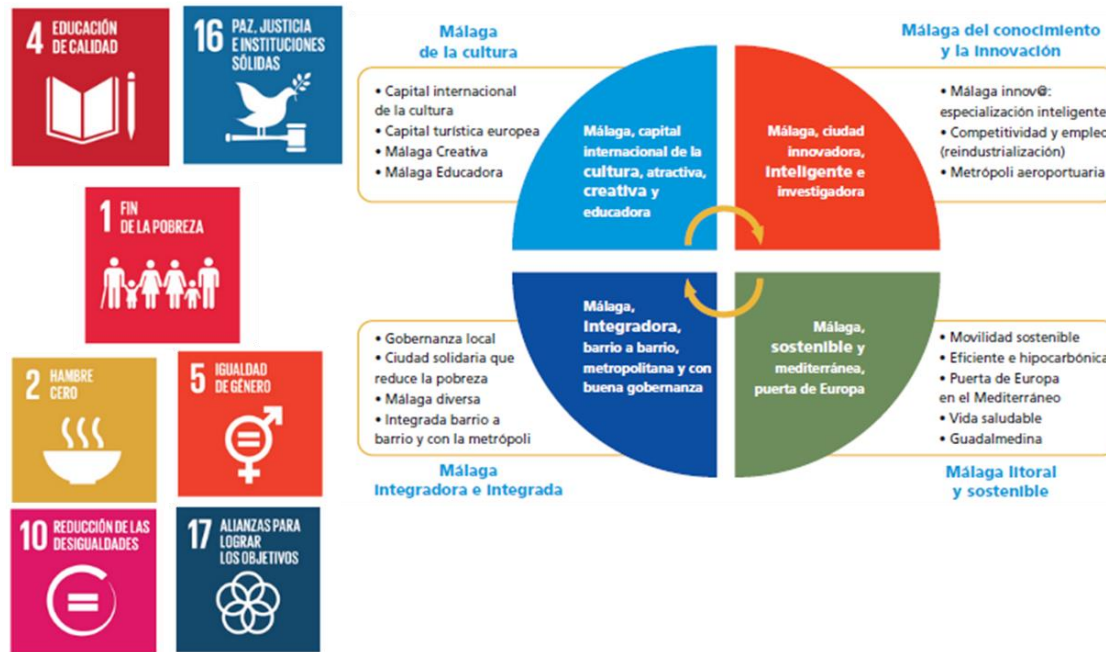 4 EDUCACIÓN
DE CALIDAD
16 PAZ, JUSTICIA
E INSTITUCIONES
SÓLIDAS
1 FIN
DE LA POBREZA
2 HAMBRE
CERO
5 IGUALDAD
DE GÉNERO
10 REDUCCIÓN DE LAS
DESIGUALDADES
17 ALIANZAS PARA
LOGRAR
LOS OBJETIVOS
Málaga
de la cultura
• Capital internacional
de la cultura
• Capital turística europea
• Málaga Creativa
• Málaga Educadora
Málaga, capital
internacional de la
cultura, atractiva,
creativa y
educadora
Málaga, ciudad
innovadora,
Inteligente e
investigadora
Málaga del conocimiento
y la innovación
• Málaga innov@:
especialización inteligente
• Competitividad y empleo
(reindustrialización)
• Metrópoli aeroportuaria
• Gobernanza local
• Ciudad solidaria que
reduce la pobreza
• Málaga diversa
• Integrada barrio a
barrio y con la metrópoli
Málaga
Integradora e Integrada
Málaga,
Integradora,
barrio a barrio,
metropolitana y con
buena gobernanza
Málaga,
sostenible y
mediterránea,
puerta de Europa
• Movilidad sostenible
• Eficiente e hipocarbónica
• Puerta de Europa
en el Mediterráneo
• Vida saludable
• Guadalmedina
Málaga litoral
y sostenible